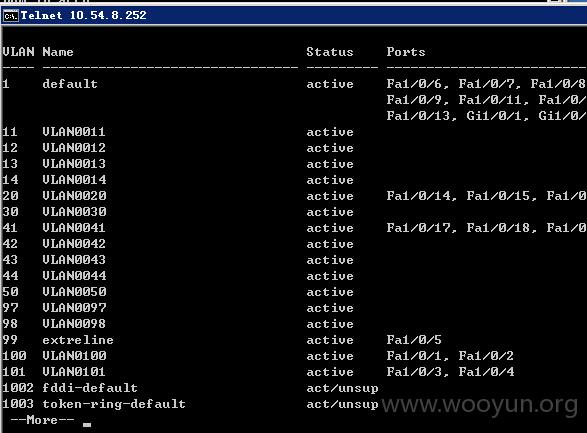 Telnet 10.54.8.252
VLAN Name Status Ports
---- -------------------------------- --------- -------------------------------
1 default active Fa1/0/6, Fa1/0/7, Fa1/0/8
Fa1/0/9, Fa1/0/11, Fa1/0/
Fa1/0/13, Gi1/0/1, Gi1/0/
11 VLAN0011 active
12 VLAN0012 active
13 VLAN0013 active
14 VLAN0014 active
20 VLAN0020 active Fa1/0/14, Fa1/0/15, Fa1/0
30 VLAN0030 active
41 VLAN0041 active Fa1/0/17, Fa1/0/18, Fa1/0
42 VLAN0042 active
43 VLAN0043 active
44 VLAN0044 active
50 VLAN0050 active
97 VLAN0097 active
98 VLAN0098 active
99 extreline active Fa1/0/5
100 VLAN0100 active Fa1/0/1, Fa1/0/2
101 VLAN0101 active Fa1/0/3, Fa1/0/4
1002 fddi-default act/unsup
1003 token-ring-default act/unsup
--More--
www.wooyun.org